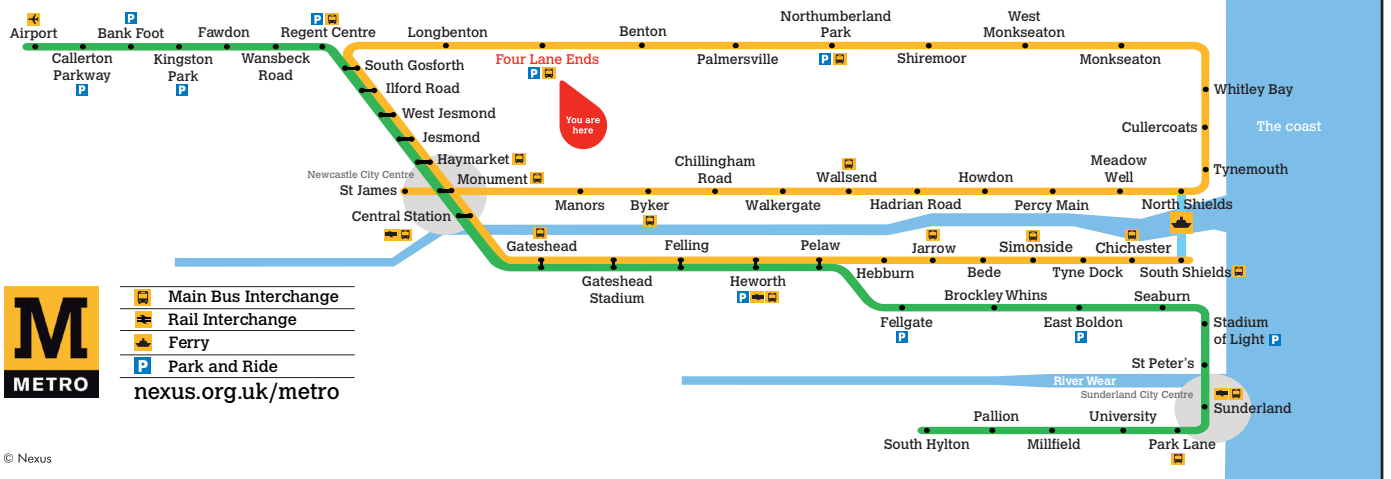 Airport
Callerton
Parkway
P
Bank Foot
P
Kingston
Park
P
Fawdon
Wansbeck
Road
Regent Centre
P
Longbenton
Four Lane Ends
P
You are
here
Benton
Palmersville
Northumberland
Park
P
Shiremoor
West
Monkseaton
Monkseaton
Whitley Bay
Cullercoats
The coast
Tynemouth
South Gosforth
Ilford Road
West Jesmond
Jesmond
Haymarket
Newcastle City Centre
Monument
St James
Central Station
Manors
Byker
Chillingham
Road
Walkergate
Wallsend
Hadrian Road
Howdon
Percy Main
Meadow
Well
North Shields
Gateshead
Gateshead
Stadium
Felling
Heworth
P
Pelaw
Hebburn
Jarrow
Bede
Simonside
Tyne Dock
Chichester
South Shields
Fellgate
P
Brockley Whins
East Boldon
P
Seaburn
Stadium
of Light P
St Peter's
River Wear
Sunderland City Centre
Sunderland
Park Lane
University
Millfield
Pallion
South Hylton
M
METRO
Main Bus Interchange
Rail Interchange
Ferry
P Park and Ride
nexus.org.uk/metro
© Nexus